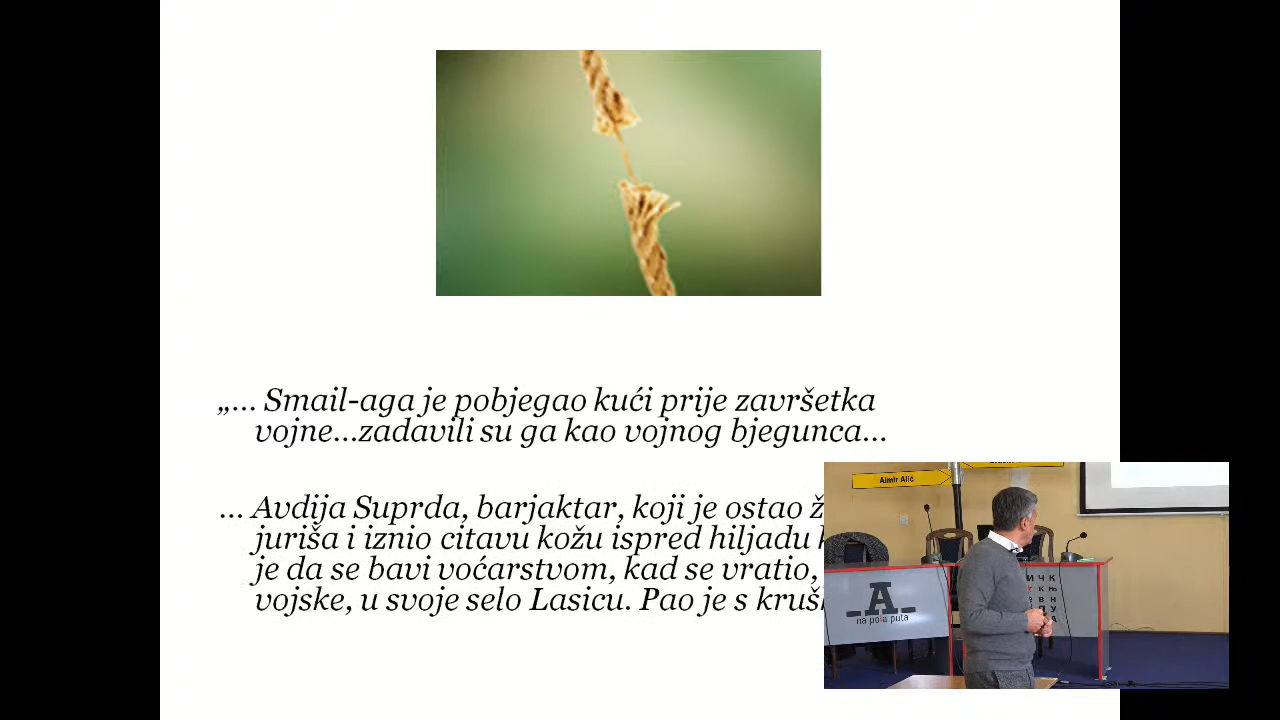 „... Smail-aga je pobjegao kući prije završetka
vojne...zadavili su ga kao vojnog bjegunca...
... Avdija Suprda, barjaktar, koji je ostao ž
juriša i iznio citavu kožu ispred hiljadu
je da se bavi voćarstvom, kad se vratio,
vojske, u svoje selo Lasicu. Pao je s kruš
Almir Alić
A
na pola puta